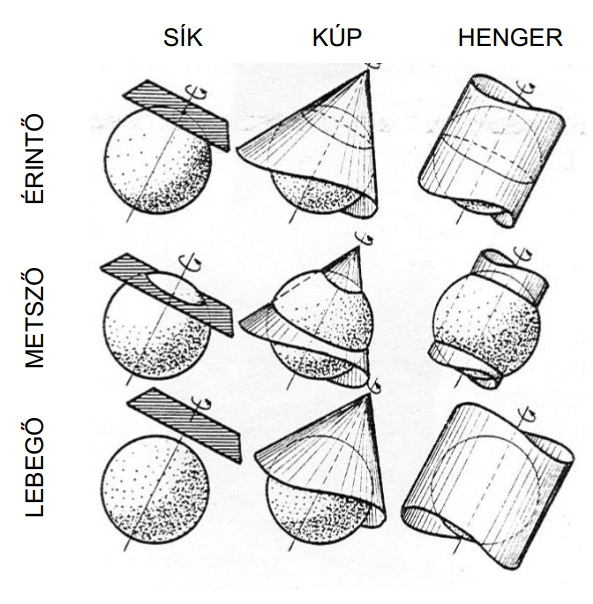 SÍK KÚP HENGER
ÉRINTŐ
METSZŐ
LEBEGŐ